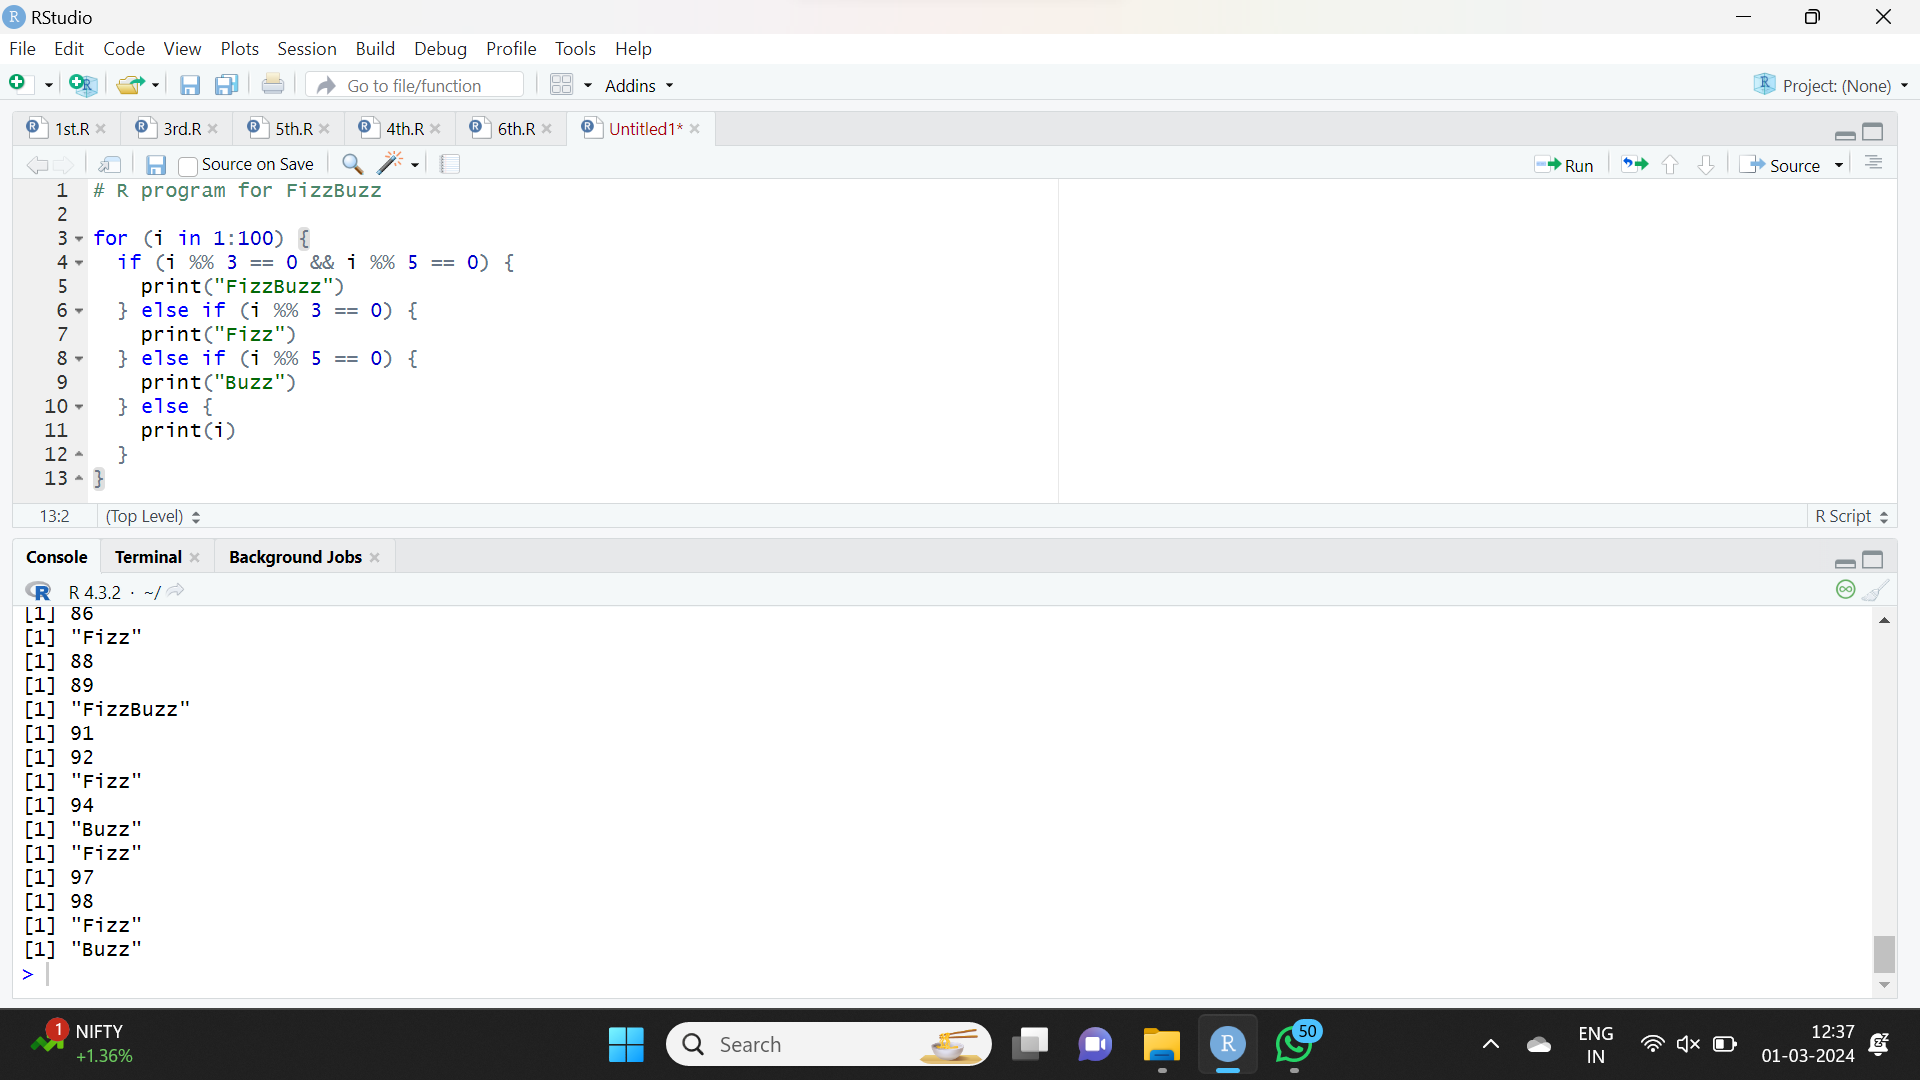 RStudio
File Edit Code View Plots Session Build Debug Profile Tools Help
Go to file/function Addins Project: (None)
1st.R 3rd.R 5th.R 4th.R 6th.R Untitled1*
Source on Save Run Source
1 # R program for FizzBuzz
2
3 for (i in 1:100) {
4   if (i %% 3 == 0 && i %% 5 == 0) {
5     print("FizzBuzz")
6   } else if (i %% 3 == 0) {
7     print("Fizz")
8   } else if (i %% 5 == 0) {
9     print("Buzz")
10   } else {
11     print(i)
12   }
13 }
13:2 (Top Level) R Script
Console Terminal Background Jobs
R 4.3.2 · ~/
[1] 86
[1] "Fizz"
[1] 88
[1] 89
[1] "FizzBuzz"
[1] 91
[1] 92
[1] "Fizz"
[1] 94
[1] "Buzz"
[1] "Fizz"
[1] 97
[1] 98
[1] "Fizz"
[1] "Buzz"
>
1 NIFTY
+1.36%
Search
R
50
ENG
IN
12:37
01-03-2024